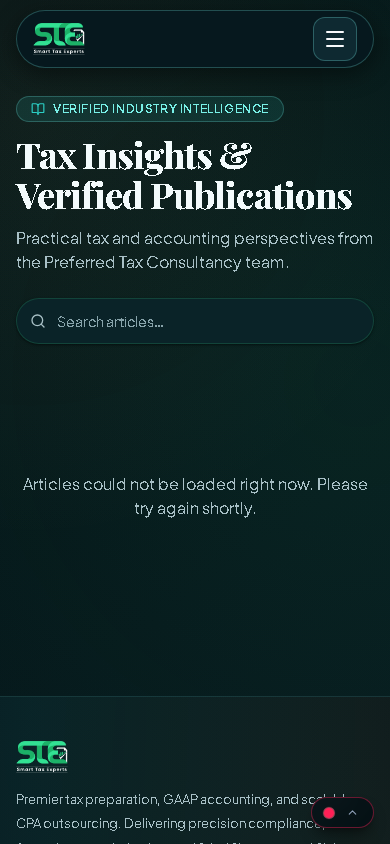 STE
Smart Tax Experts
VERIFIED INDUSTRY INTELLIGENCE
Tax Insights &
Verified Publications
Practical tax and accounting perspectives from
the Preferred Tax Consultancy team.
Search articles...
Articles could not be loaded right now. Please
try again shortly.
STE
Smart Tax Experts
Premier tax preparation, GAAP accounting, and
CPA outsourcing. Delivering precision compliance,